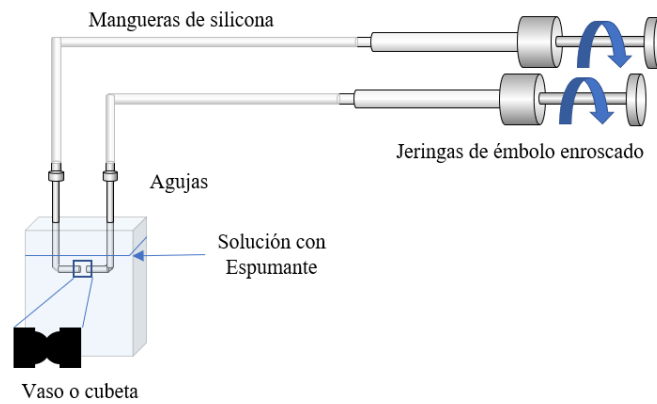 Mangueras de silicona
Jeringas de émbolo enroscado
Agujas
Solución con
Espumante
Vaso o cubeta